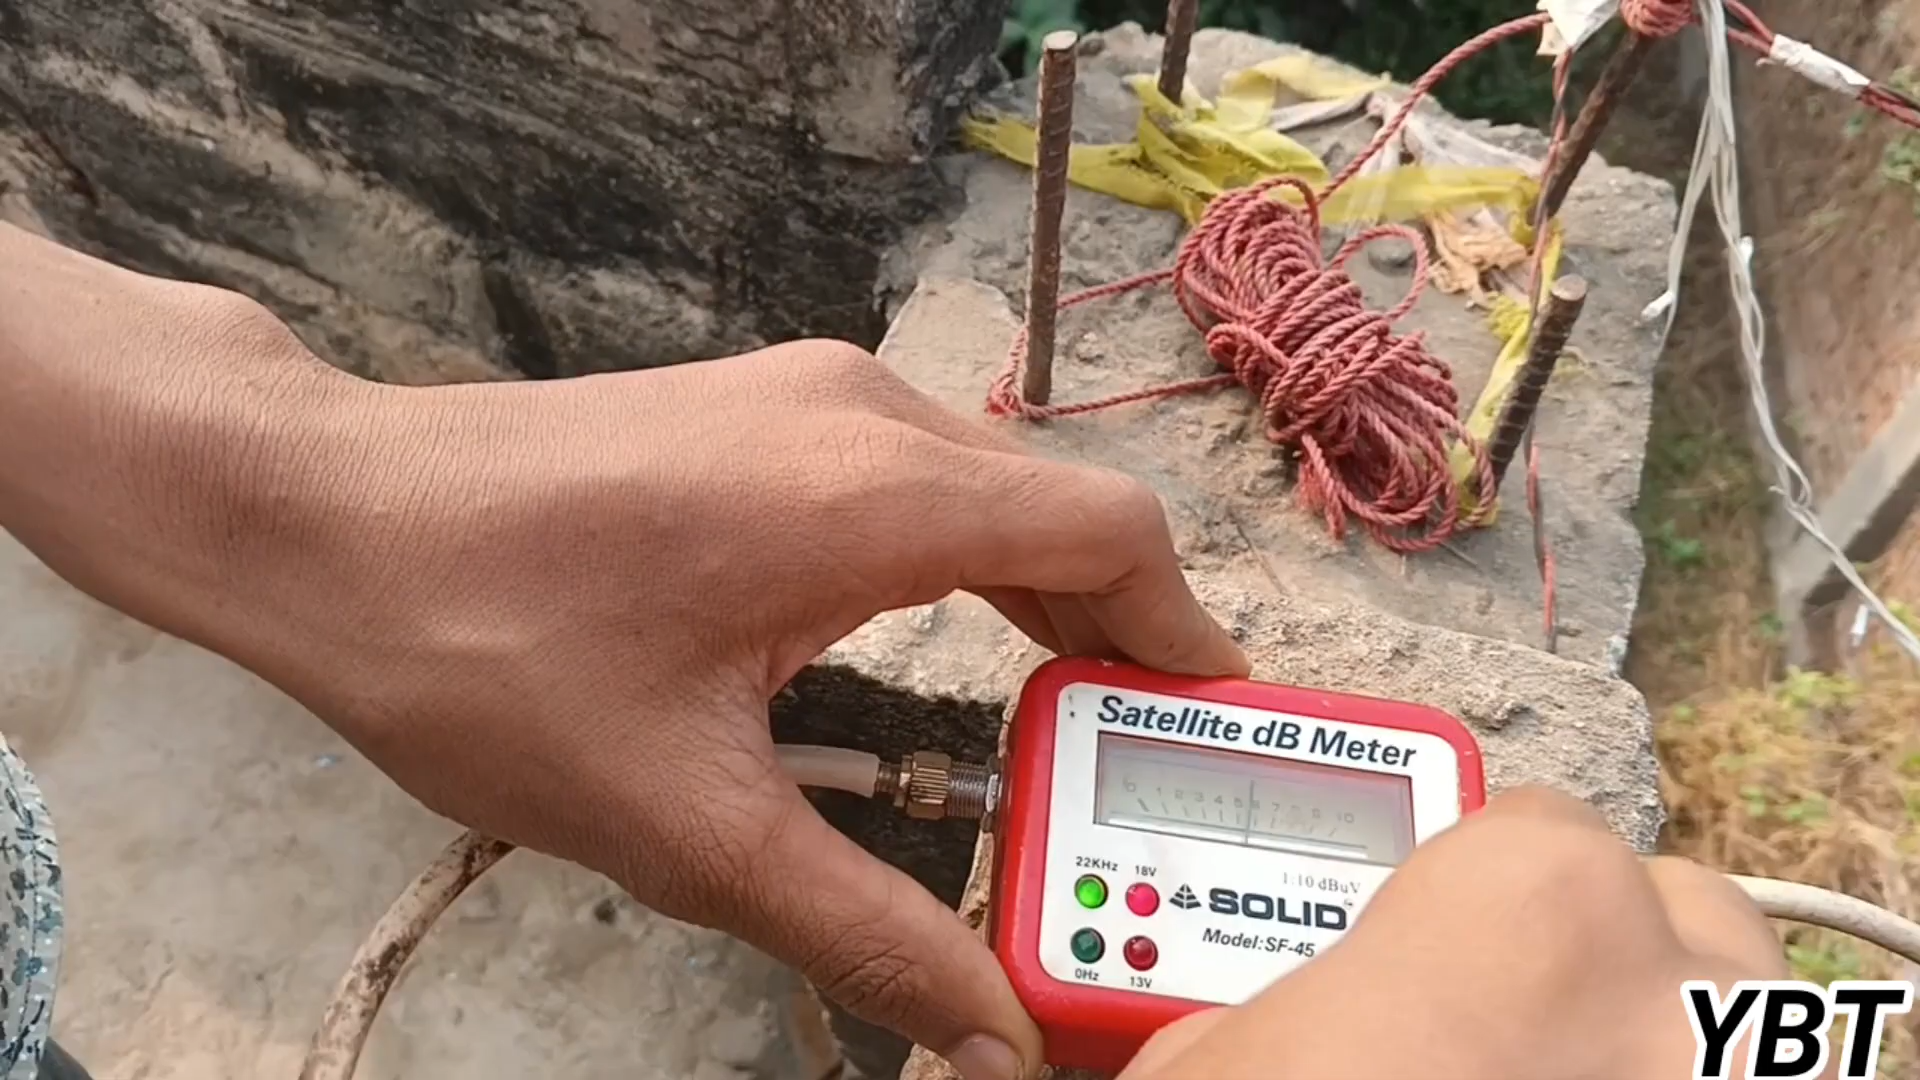 Satellite dB Meter
0 1 2 3 4 5 6 7 8 9 10
22KHz 18V
1:10 dBuV
SOLID
Model:SF-45
0Hz 13V
YBT